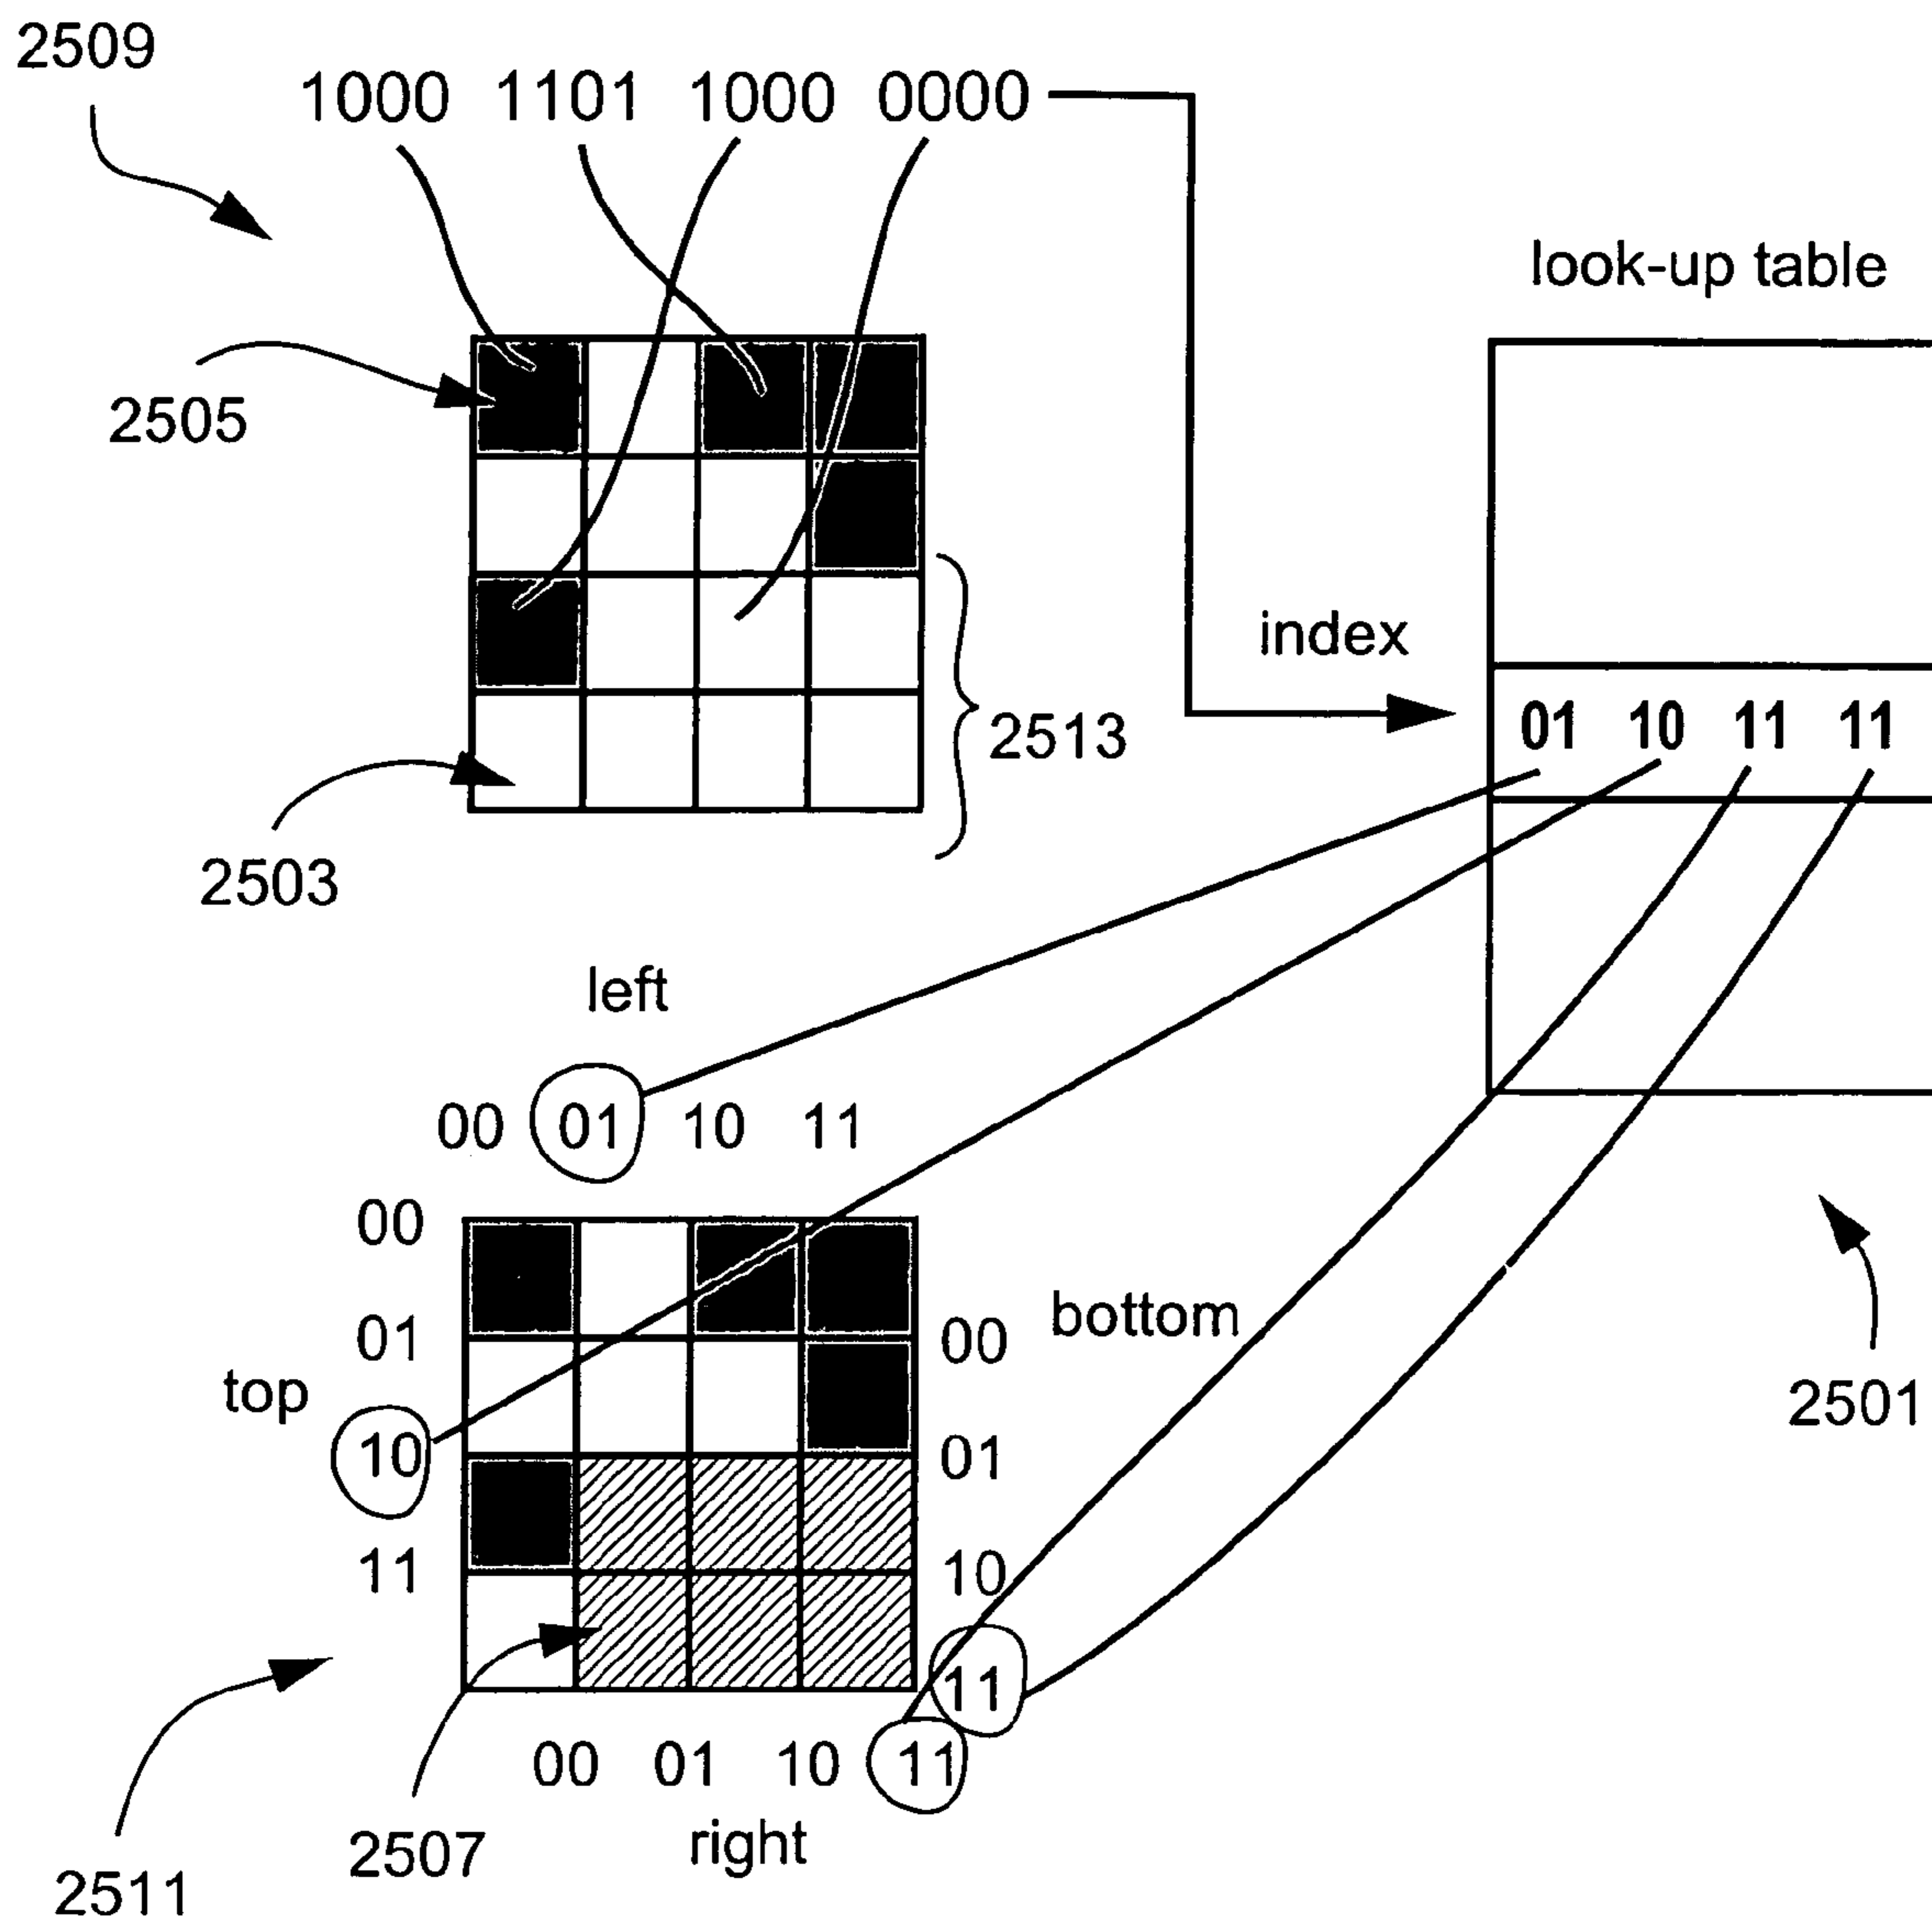 2509
1000 1101 1000 0000
look-up table
2505
index
01 10 11 11
2513
2503
left
00 01 10 11
00
bottom
01
00
top
2501
10
01
11
10
11
00 01 10 11
2507
right
2511